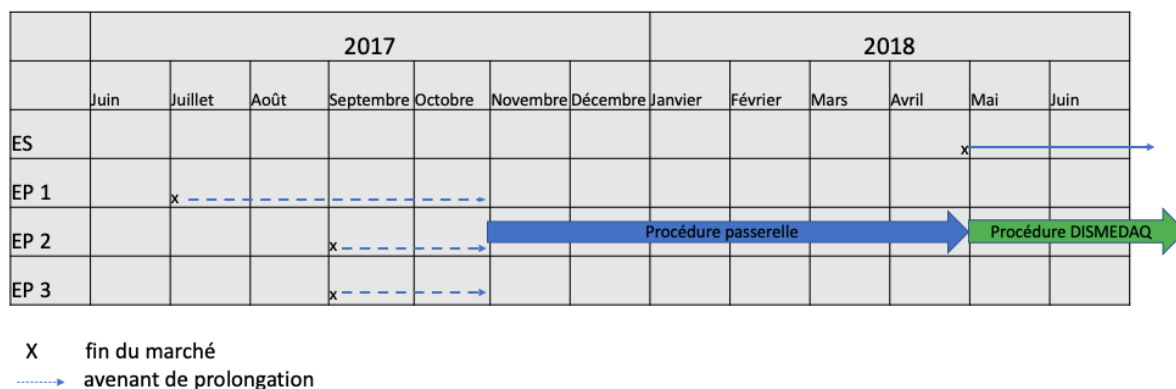 2017 2018
Juin Juillet Août Septembre Octobre Novembre Décembre Janvier Février Mars Avril Mai Juin
ES x
EP 1 x
EP 2 x Procédure passerelle Procédure DISMEDAQ
EP 3 x
X fin du marché
avenant de prolongation